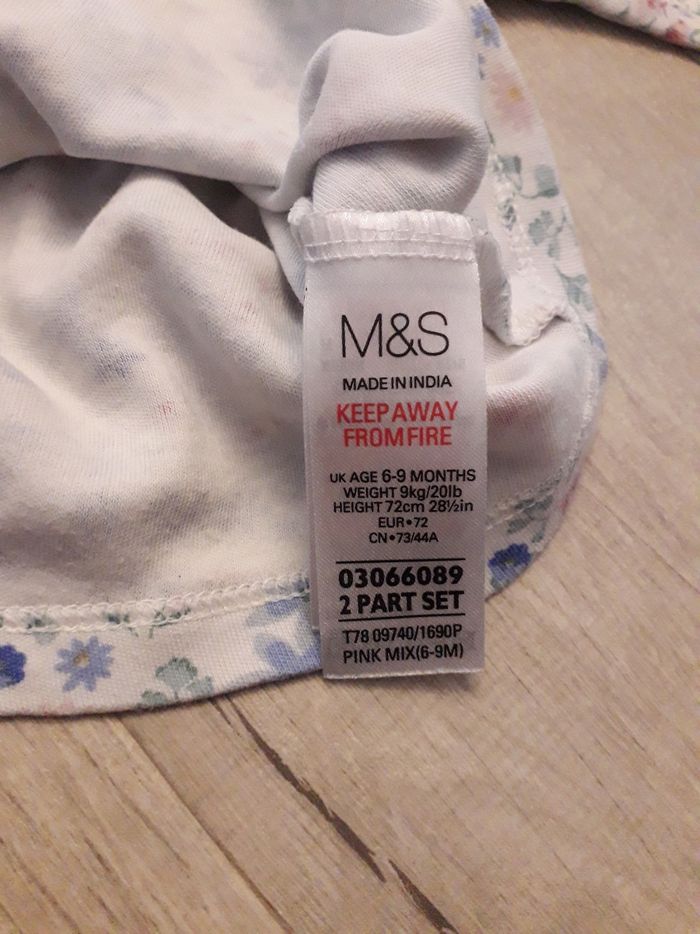 M&S
MADE IN INDIA
KEEP AWAY
FROM FIRE
UK AGE 6-9 MONTHS
WEIGHT 9kg/20lb
HEIGHT 72cm 28½in
EUR•72
CN•73/44A
03066089
2 PART SET
T78 09740/1690P
PINK MIX(6-9M)